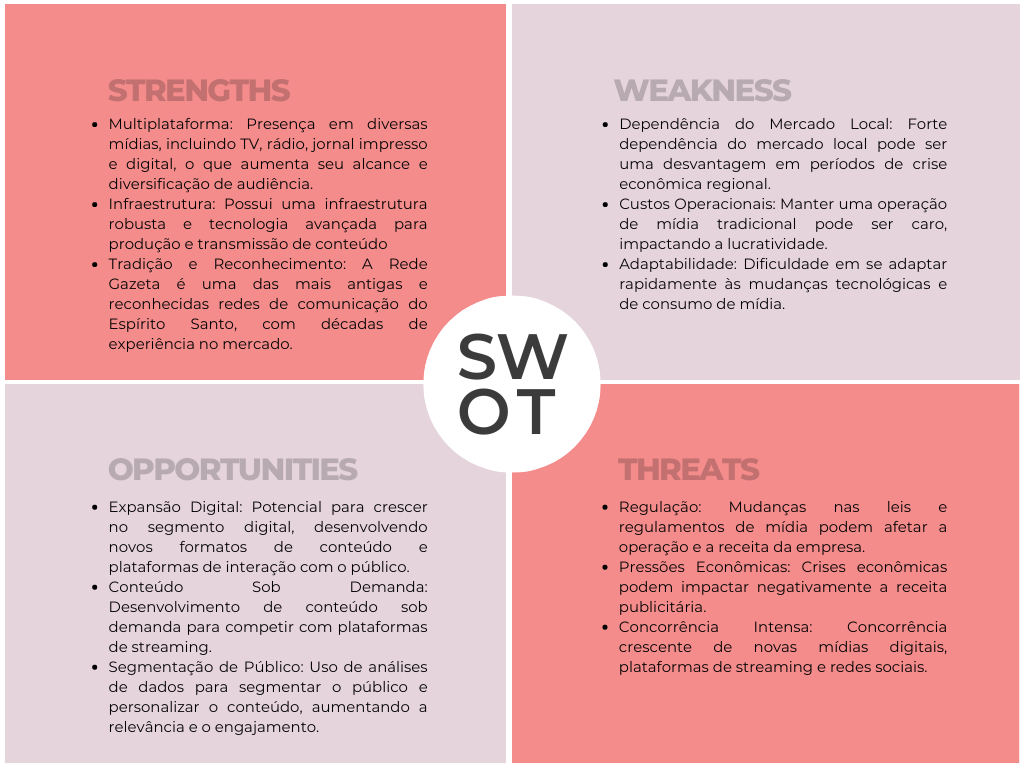 STRENGTHS
• Multiplataforma: Presença em diversas
mídias, incluindo TV, rádio, jornal impresso
e digital, o que aumenta seu alcance e
diversificação de audiência.
• Infraestrutura: Possui uma infraestrutura
robusta e tecnologia avançada para
produção e transmissão de conteúdo
• Tradição e Reconhecimento: A Rede
Gazeta é uma das mais antigas e
reconhecidas redes de comunicação do
Espírito Santo, com décadas de
experiência no mercado.
WEAKNESS
• Dependência do Mercado Local: Forte
dependência do mercado local pode ser
uma desvantagem em períodos de crise
econômica regional.
• Custos Operacionais: Manter uma operação
de mídia tradicional pode ser caro,
impactando a lucratividade.
• Adaptabilidade: Dificuldade em se adaptar
rapidamente às mudanças tecnológicas e
de consumo de mídia.
SW
OT
OPPORTUNITIES
• Expansão Digital: Potencial para crescer
no segmento digital, desenvolvendo
novos formatos de conteúdo e
plataformas de interação com o público.
• Conteúdo Sob Demanda:
Desenvolvimento de conteúdo sob
demanda para competir com plataformas
de streaming.
• Segmentação de Público: Uso de análises
de dados para segmentar o público e
personalizar o conteúdo, aumentando a
relevância e o engajamento.
THREATS
• Regulação: Mudanças nas leis e
regulamentos de mídia podem afetar a
operação e a receita da empresa.
• Pressões Econômicas: Crises econômicas
podem impactar negativamente a receita
publicitária.
• Concorrência Intensa: Concorrência
crescente de novas mídias digitais,
plataformas de streaming e redes sociais.